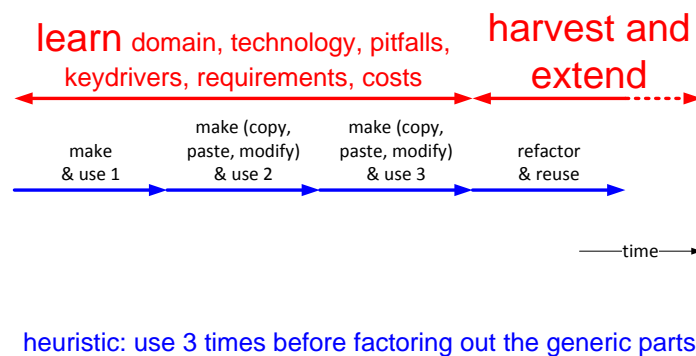 learn domain, technology, pitfalls,
keydrivers, requirements, costs
harvest and
extend
make
& use 1
make (copy,
paste, modify)
& use 2
make (copy,
paste, modify)
& use 3
refactor
& reuse
time
heuristic: use 3 times before factoring out the generic parts